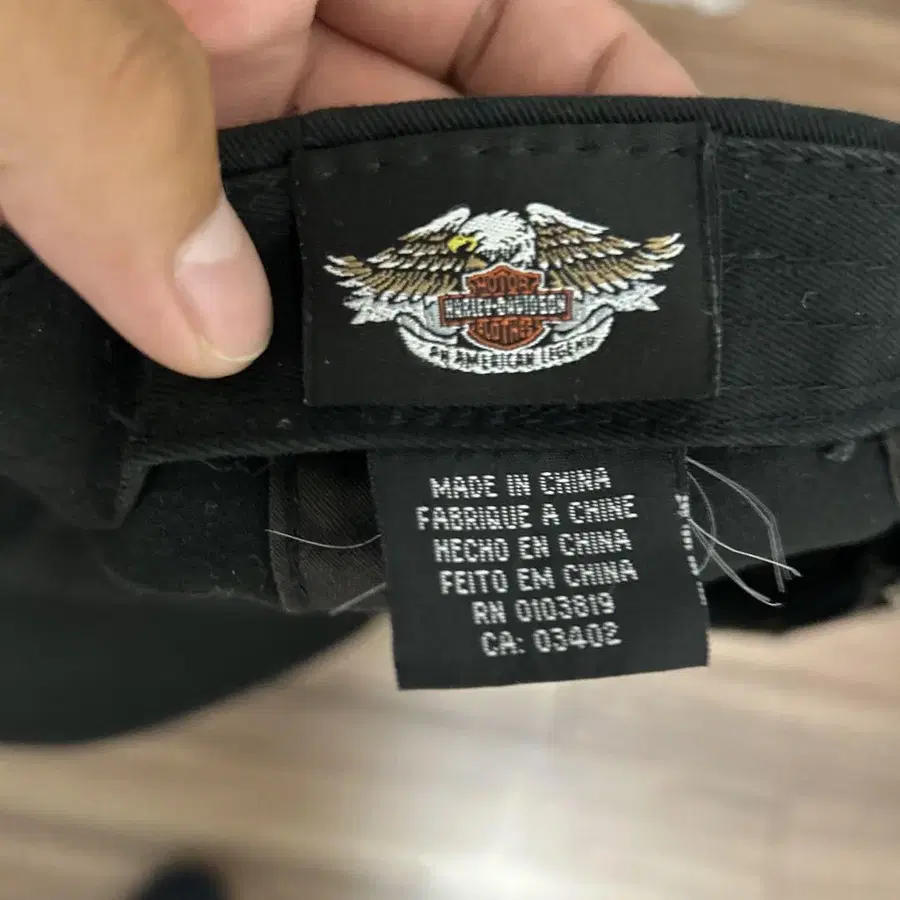 MOTOR
HARLEY-DAVIDSON
CLOTHES
AN AMERICAN LEGEND
MADE IN CHINA
FABRIQUE A CHINE
HECHO EN CHINA
FEITO EM CHINA
RN 0103819
CA: 03402